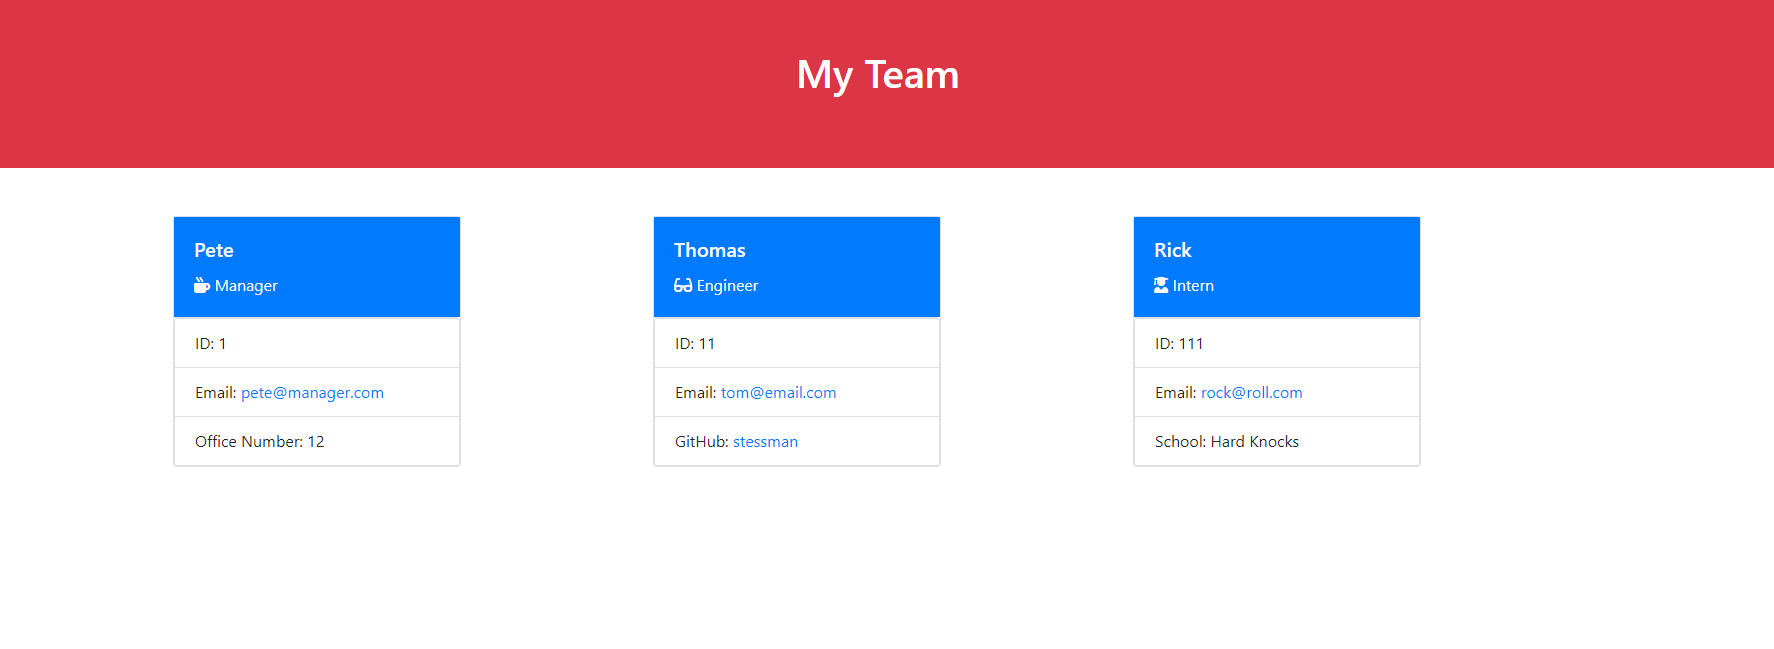 My Team
Pete
Manager
ID: 1
Email: pete@manager.com
Office Number: 12
Thomas
Engineer
ID: 11
Email: tom@email.com
GitHub: stessman
Rick
Intern
ID: 111
Email: rock@roll.com
School: Hard Knocks